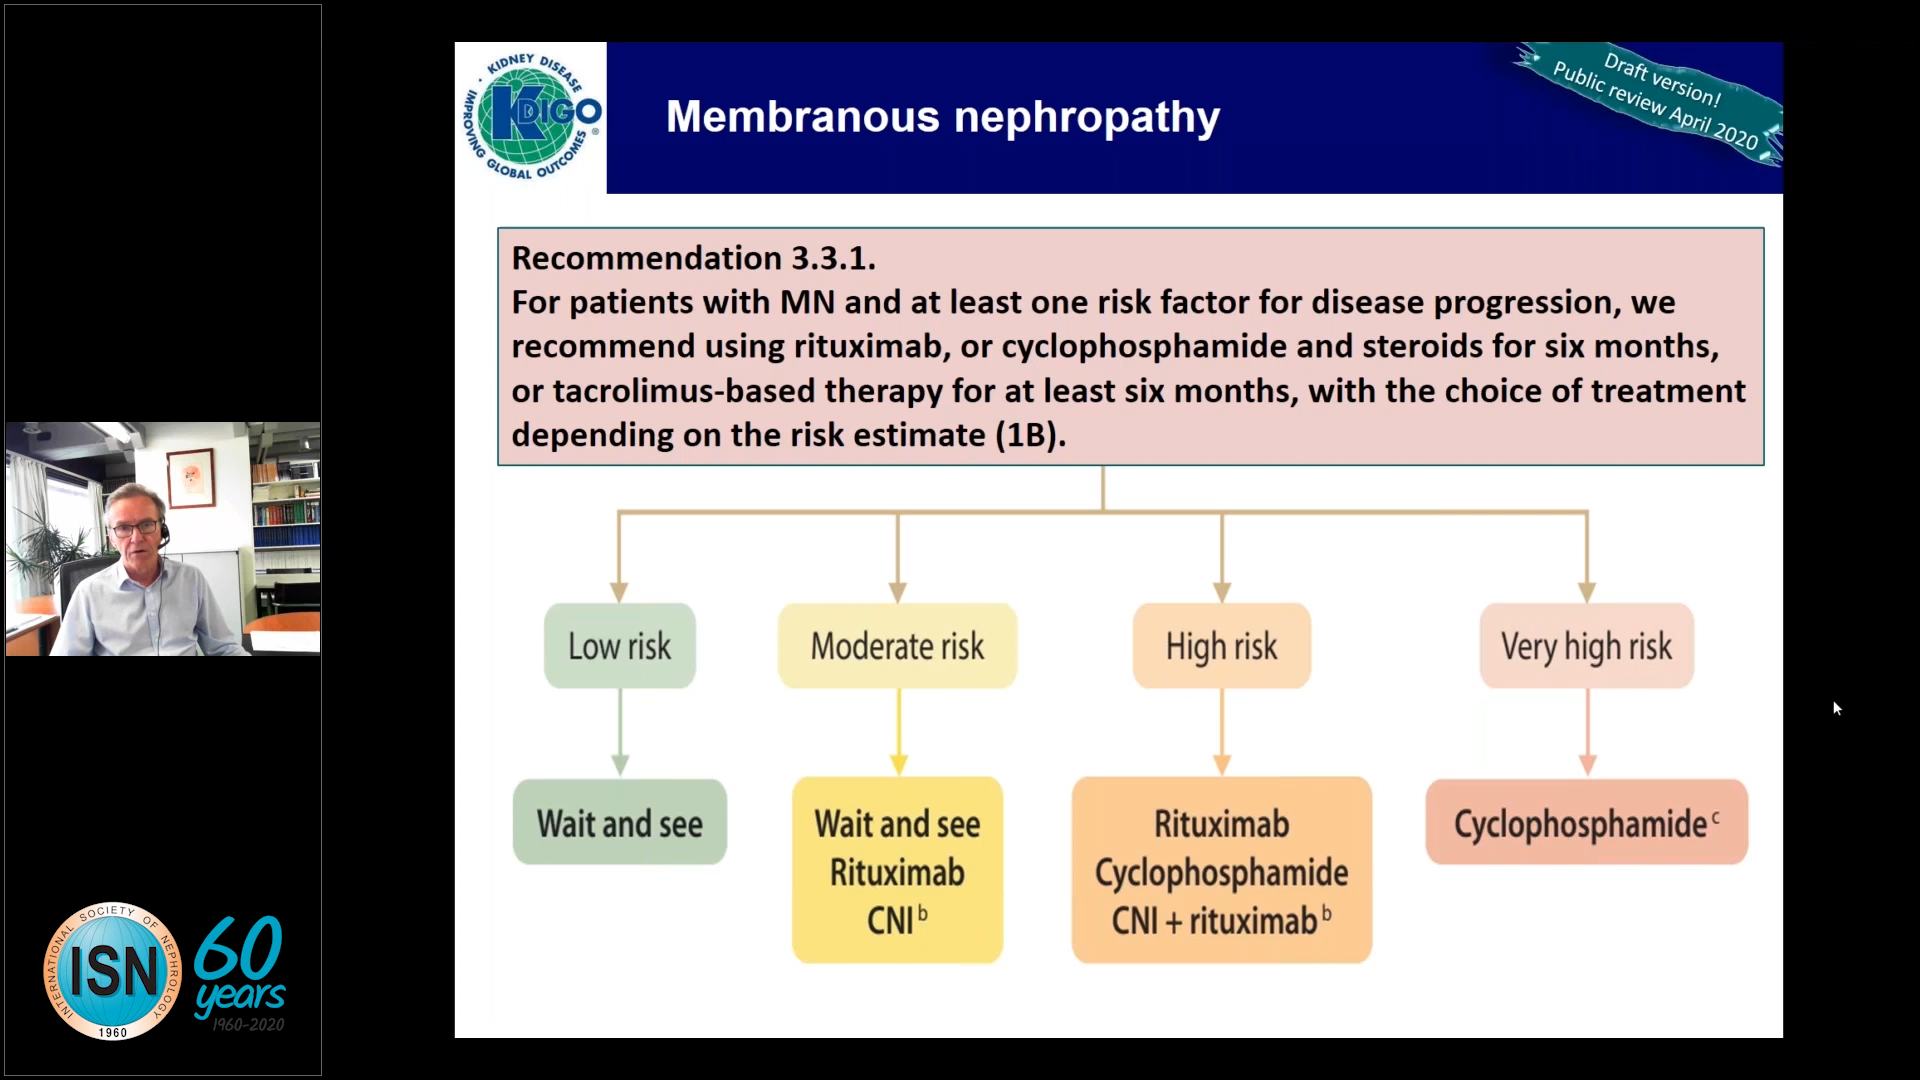 KIDNEY DISEASE
IMPROVING GLOBAL OUTCOMES
KDIGO
®
Membranous nephropathy
Draft version!
Public review April 2020
Recommendation 3.3.1.
For patients with MN and at least one risk factor for disease progression, we
recommend using rituximab, or cyclophosphamide and steroids for six months,
or tacrolimus-based therapy for at least six months, with the choice of treatment
depending on the risk estimate (1B).
Low risk
Moderate risk
High risk
Very high risk
Wait and see
Wait and see
Rituximab
CNI b
Rituximab
Cyclophosphamide
CNI + rituximab b
Cyclophosphamide c
INTERNATIONAL SOCIETY OF NEPHROLOGY
ISN
1960
60
years
1960-2020